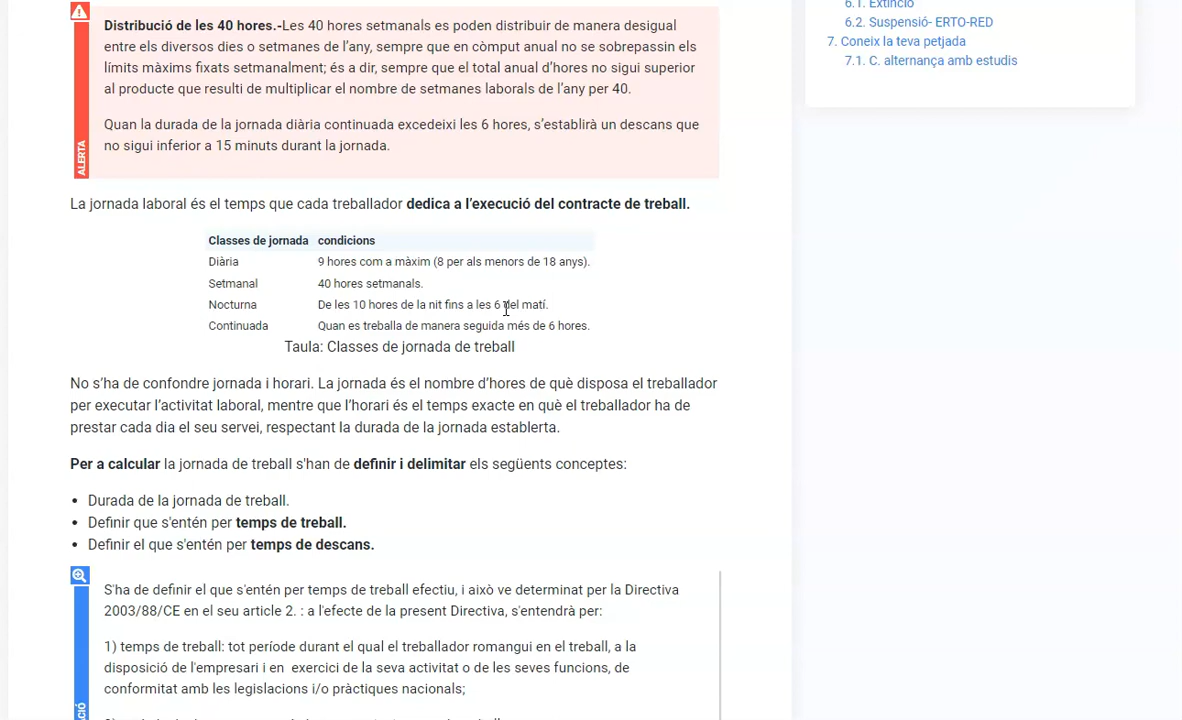 Distribució de les 40 hores.-Les 40 hores setmanals es poden distribuir de manera desigual
entre els diversos dies o setmanes de l’any, sempre que en còmput anual no se sobrepassin els
límits màxims fixats setmanalment; és a dir, sempre que el total anual d’hores no sigui superior
al producte que resulti de multiplicar el nombre de setmanes laborals de l’any per 40.
Quan la durada de la jornada diària continuada excedeixi les 6 hores, s’establirà un descans que
no sigui inferior a 15 minuts durant la jornada.
ALERTA
La jornada laboral és el temps que cada treballador dedica a l’execució del contracte de treball.
Classes de jornada condicions
Diària 9 hores com a màxim (8 per als menors de 18 anys).
Setmanal 40 hores setmanals.
Nocturna De les 10 hores de la nit fins a les 6 del matí.
Continuada Quan es treballa de manera seguida més de 6 hores.
Taula: Classes de jornada de treball
No s’ha de confondre jornada i horari. La jornada és el nombre d’hores de què disposa el treballador
per executar l’activitat laboral, mentre que l’horari és el temps exacte en què el treballador ha de
prestar cada dia el seu servei, respectant la durada de la jornada establerta.
Per a calcular la jornada de treball s'han de definir i delimitar els següents conceptes:
• Durada de la jornada de treball.
• Definir que s'entén per temps de treball.
• Definir el que s'entén per temps de descans.
S'ha de definir el que s'entén per temps de treball efectiu, i això ve determinat per la Directiva
2003/88/CE en el seu article 2. : a l'efecte de la present Directiva, s'entendrà per:
1) temps de treball: tot període durant el qual el treballador romangui en el treball, a la
disposició de l'empresari i en exercici de la seva activitat o de les seves funcions, de
conformitat amb les legislacions i/o pràctiques nacionals;
6.1. Extinció
6.2. Suspensió- ERTO-RED
7. Coneix la teva petjada
7.1. C. alternança amb estudis